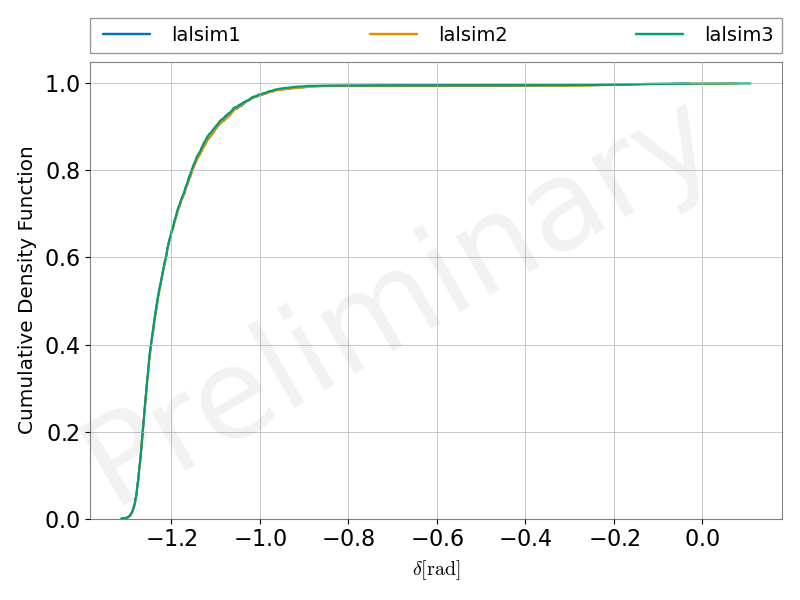 lalsim1 lalsim2 lalsim3
1.0
0.8
0.6
0.4
0.2
0.0
Cumulative Density Function
Preliminary
−1.2 −1.0 −0.8 −0.6 −0.4 −0.2 0.0
δ[rad]